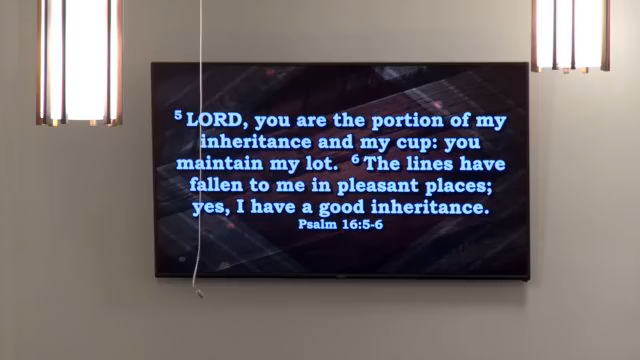 5 LORD, you are the portion of my
inheritance and my cup: you
maintain my lot. 6 The lines have
fallen to me in pleasant places;
yes, I have a good inheritance.
Psalm 16:5-6